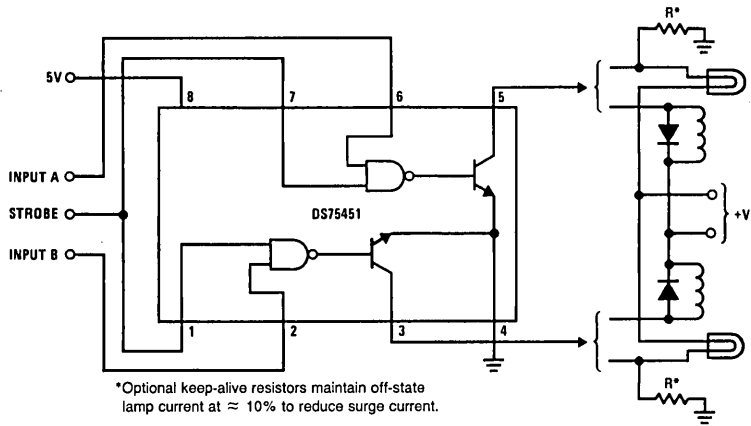 R*
5V
8
7
6
5
INPUT A
STROBE
INPUT B
DS75451
+V
1
2
3
4
R*
*Optional keep-alive resistors maintain off-state
lamp current at ≈ 10% to reduce surge current.